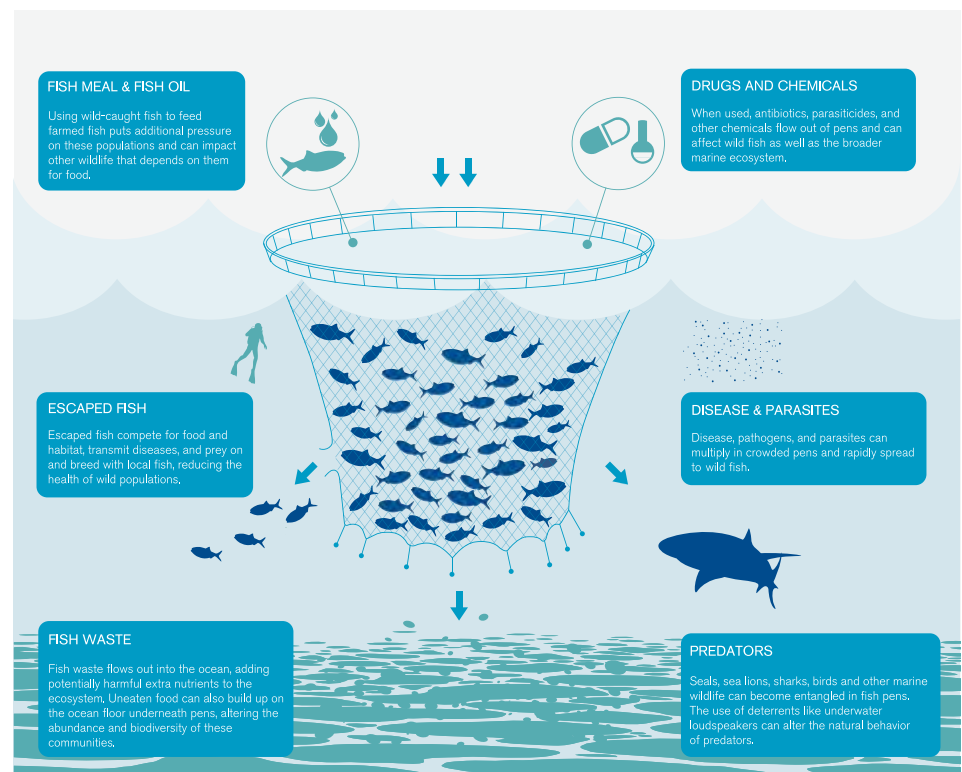 FISH MEAL & FISH OIL
Using wild-caught fish to feed
farmed fish puts additional pressure
on these populations and can impact
other wildlife that depends on them
for food.
DRUGS AND CHEMICALS
When used, antibiotics, parasiticides, and
other chemicals flow out of pens and can
affect wild fish as well as the broader
marine ecosystem.
ESCAPED FISH
Escaped fish compete for food and
habitat, transmit diseases, and prey on
and breed with local fish, reducing the
health of wild populations.
DISEASE & PARASITES
Disease, pathogens, and parasites can
multiply in crowded pens and rapidly spread
to wild fish.
FISH WASTE
Fish waste flows out into the ocean, adding
potentially harmful extra nutrients to the
ecosystem. Uneaten food can also build up on
the ocean floor underneath pens, altering the
abundance and biodiversity of these
communities.
PREDATORS
Seals, sea lions, sharks, birds and other marine
wildlife can become entangled in fish pens.
The use of deterrents like underwater
loudspeakers can alter the natural behavior
of predators.